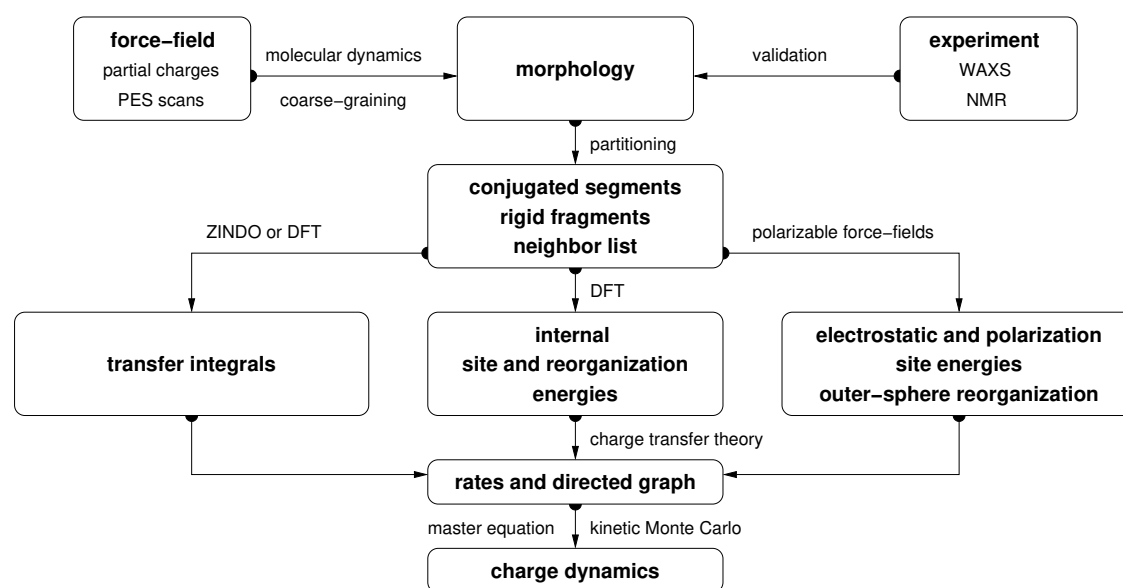 force−field
partial charges
PES scans
molecular dynamics
coarse−graining
morphology
validation
experiment
WAXS
NMR
partitioning
conjugated segments
rigid fragments
neighbor list
ZINDO or DFT
polarizable force−fields
DFT
transfer integrals
internal
site and reorganization
energies
electrostatic and polarization
site energies
outer−sphere reorganization
charge transfer theory
rates and directed graph
master equation
kinetic Monte Carlo
charge dynamics